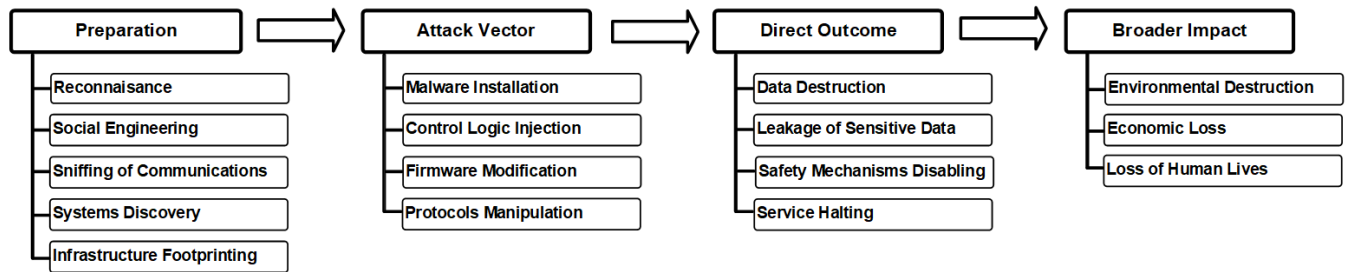 Preparation
Reconnaisance
Social Engineering
Sniffing of Communications
Systems Discovery
Infrastructure Footprinting
Attack Vector
Malware Installation
Control Logic Injection
Firmware Modification
Protocols Manipulation
Direct Outcome
Data Destruction
Leakage of Sensitive Data
Safety Mechanisms Disabling
Service Halting
Broader Impact
Environmental Destruction
Economic Loss
Loss of Human Lives